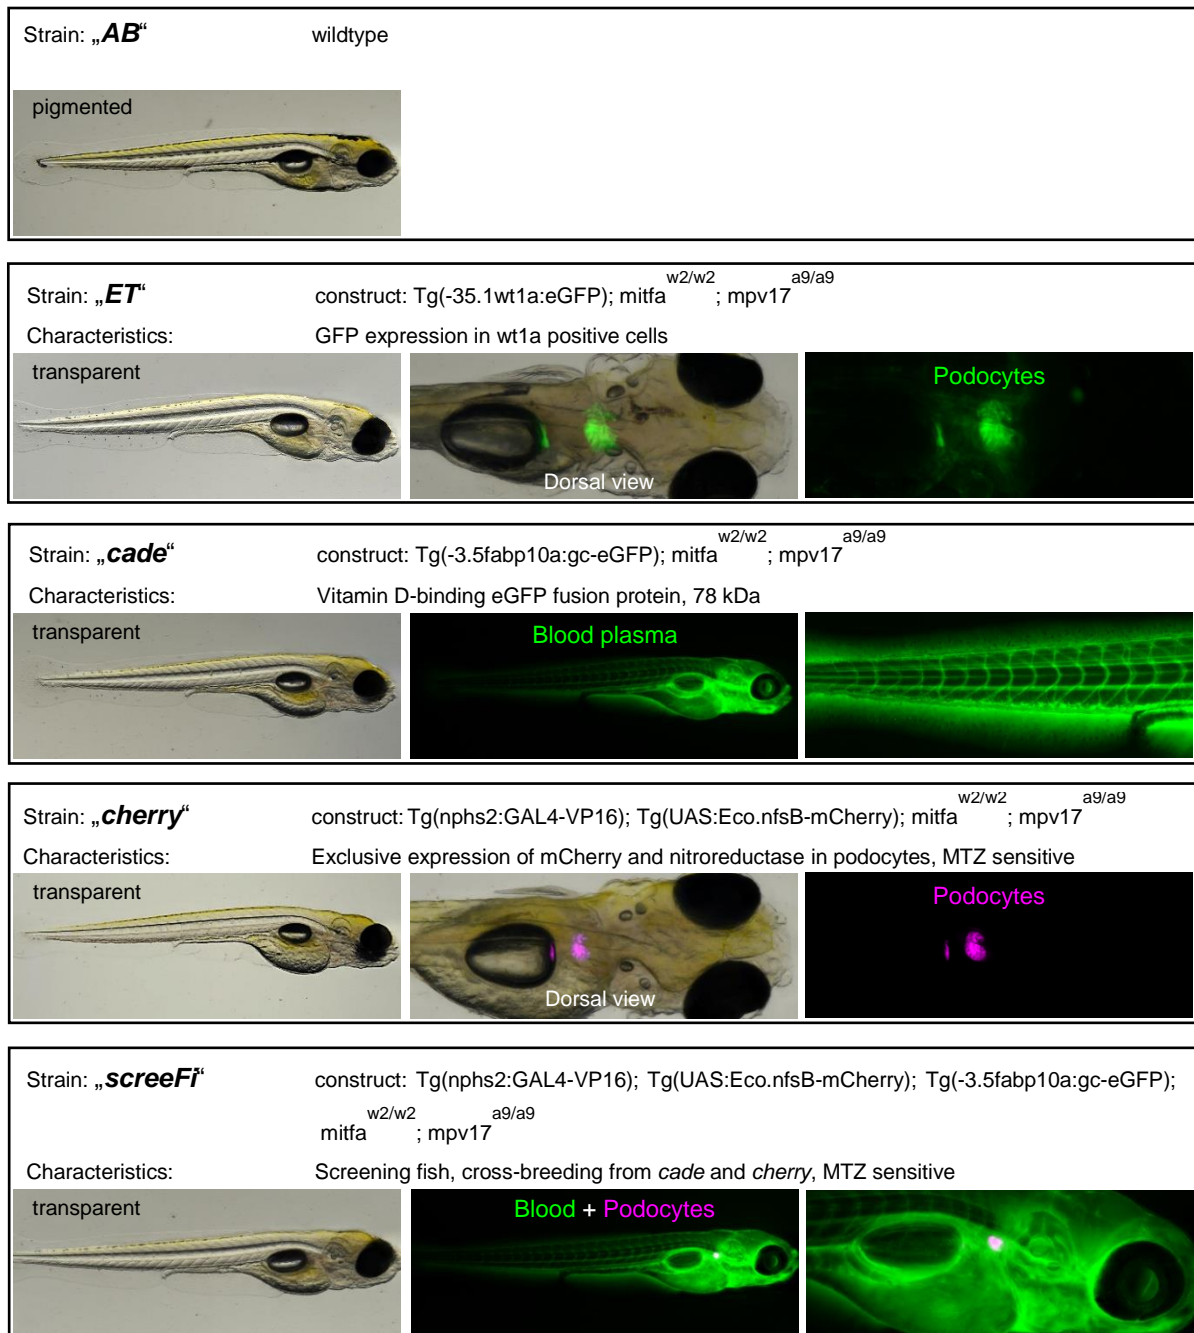 Strain: „AB“ wildtype
pigmented
Strain: „ET“ construct: Tg(-35.1wt1a:eGFP); mitfa w2/w2; mpv17 a9/a9
Characteristics: GFP expression in wt1a positive cells
transparent
Dorsal view
Podocytes
Strain: „cade“ construct: Tg(-3.5fabp10a:gc-eGFP); mitfa w2/w2; mpv17 a9/a9
Characteristics: Vitamin D-binding eGFP fusion protein, 78 kDa
transparent
Blood plasma
Strain: „cherry“ construct: Tg(nphs2:GAL4-VP16); Tg(UAS:Eco.nfsB-mCherry); mitfa w2/w2; mpv17 a9/a9
Characteristics: Exclusive expression of mCherry and nitroreductase in podocytes, MTZ sensitive
transparent
Dorsal view
Podocytes
Strain: „screeFi“ construct: Tg(nphs2:GAL4-VP16); Tg(UAS:Eco.nfsB-mCherry); Tg(-3.5fabp10a:gc-eGFP);
mitfa w2/w2; mpv17 a9/a9
Characteristics: Screening fish, cross-breeding from cade and cherry, MTZ sensitive
transparent
Blood + Podocytes